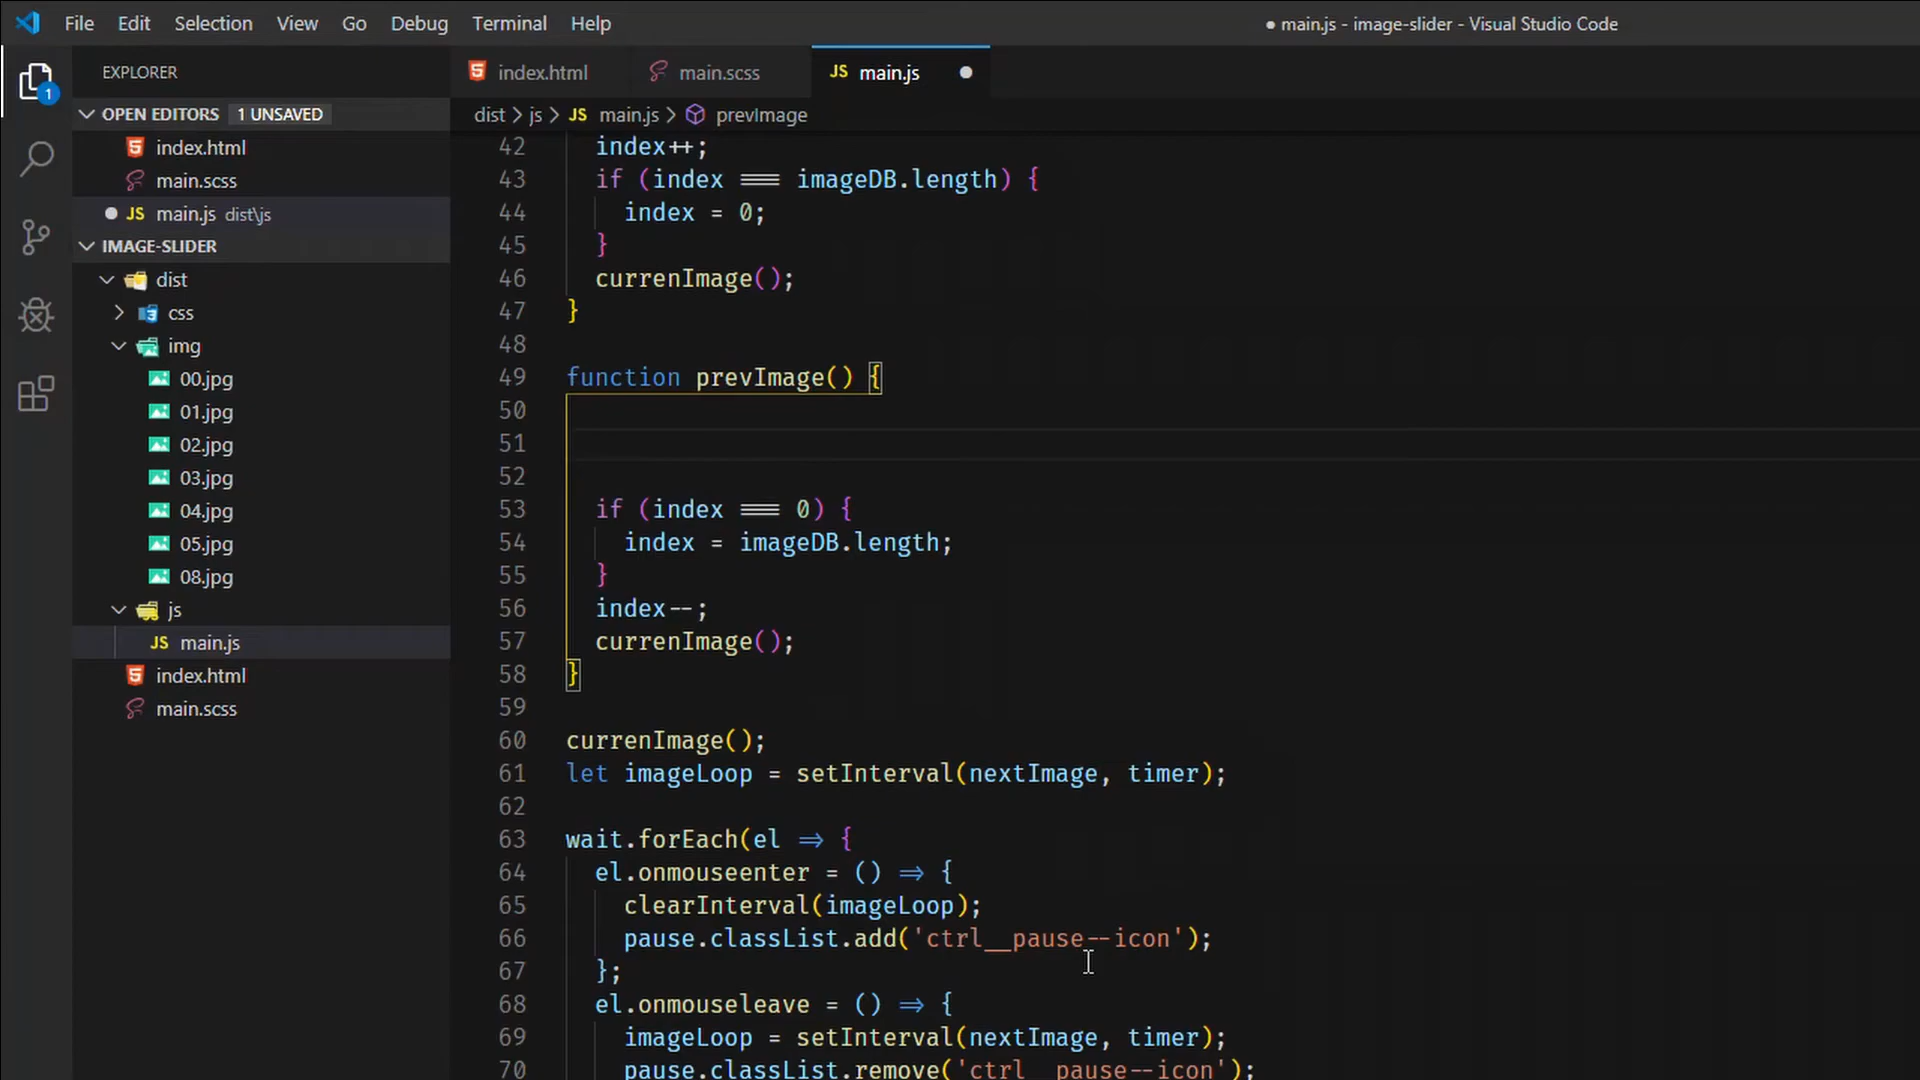 File Edit Selection View Go Debug Terminal Help
● main.js - image-slider - Visual Studio Code
EXPLORER
1
OPEN EDITORS 1 UNSAVED
index.html
main.scss
JS main.js dist\js
IMAGE-SLIDER
dist
css
img
00.jpg
01.jpg
02.jpg
03.jpg
04.jpg
05.jpg
08.jpg
js
JS main.js
index.html
main.scss
index.html
main.scss
JS main.js ●
dist > js > JS main.js > prevImage
42 index++;
43 if (index === imageDB.length) {
44 index = 0;
45 }
46 currenImage();
47 }
48
49 function prevImage() {
50
51
52
53 if (index === 0) {
54 index = imageDB.length;
55 }
56 index--;
57 currenImage();
58 }
59
60 currenImage();
61 let imageLoop = setInterval(nextImage, timer);
62
63 wait.forEach(el => {
64 el.onmouseenter = () => {
65 clearInterval(imageLoop);
66 pause.classList.add('ctrl__pause--icon');
67 };
68 el.onmouseleave = () => {
69 imageLoop = setInterval(nextImage, timer);
70 pause.classList.remove('ctrl__pause--icon');